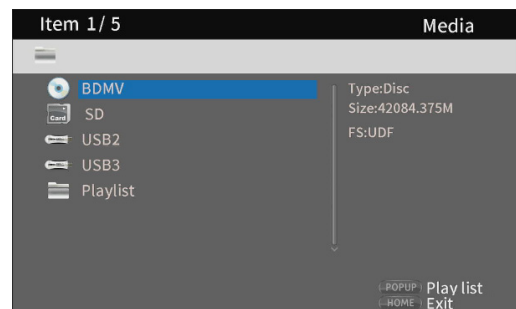 Item 1/ 5
Media
BDMV
Card SD
USB2
USB3
Playlist
Type:Disc
Size:42084.375M
FS:UDF
POPUP Play list
HOME Exit